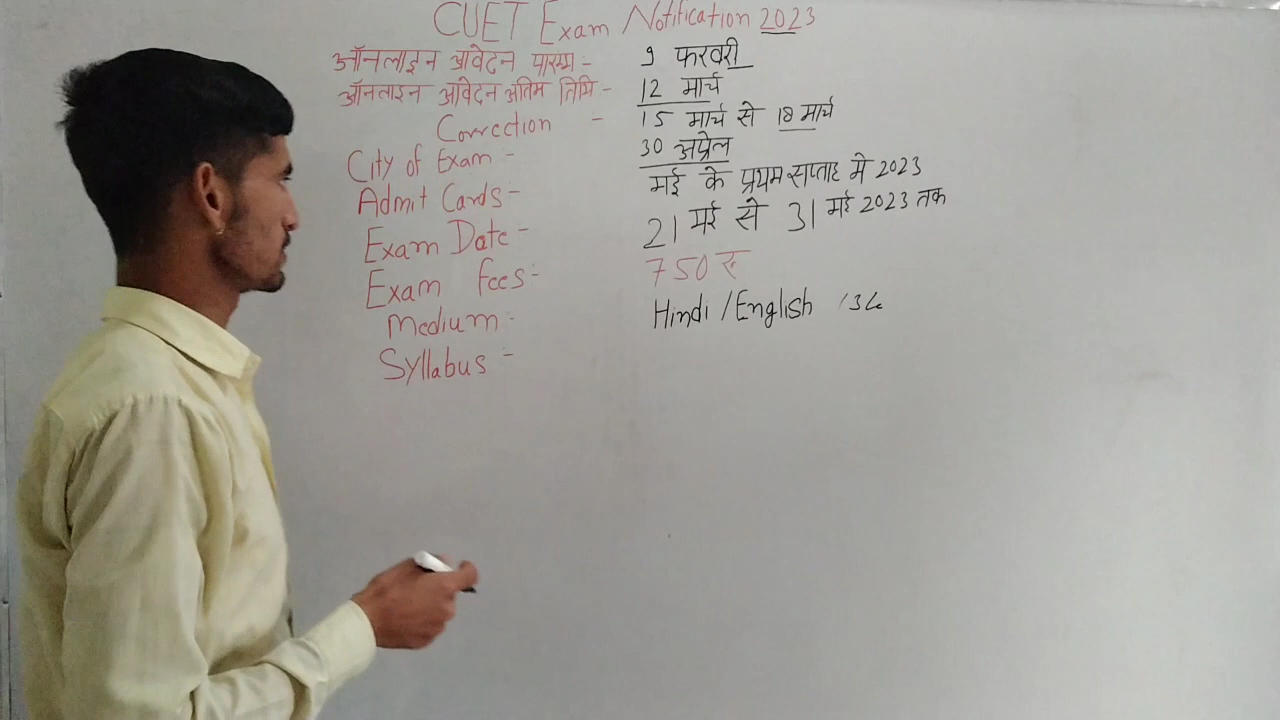 CUET Exam Notification 2023
ऑनलाइन आवेदन प्रारम्भ - 9 फरवरी
ऑनलाइन आवेदन अंतिम तिथि - 12 मार्च
Correction - 15 मार्च से 18 मार्च
City of Exam - 30 अप्रेल
Admit Cards - मई के प्रथम सप्ताह मे 2023
Exam Date - 21 मई से 31 मई 2023 तक
Exam fees - 750 रु
Medium - Hindi / English
Syllabus -